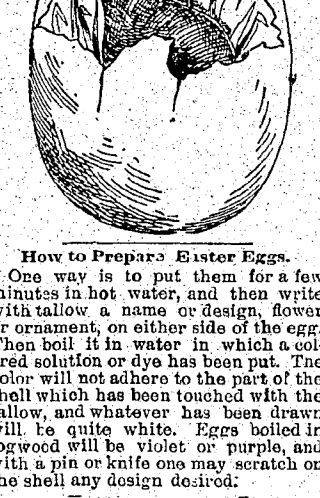 How to Prepare Easter Eggs.
One way is to put them for a few
minutes in hot water, and then write
with tallow a name or design, flower
or ornament, on either side of the egg.
Then boil it in water in which a col-
ored solution or dye has been put. The
color will not adhere to the part of the
shell which has been touched with the
tallow, and whatever has been drawn
will be quite white. Eggs boiled in
logwood will be violet or purple, and
with a pin or knife one may scratch on
the shell any design desired: